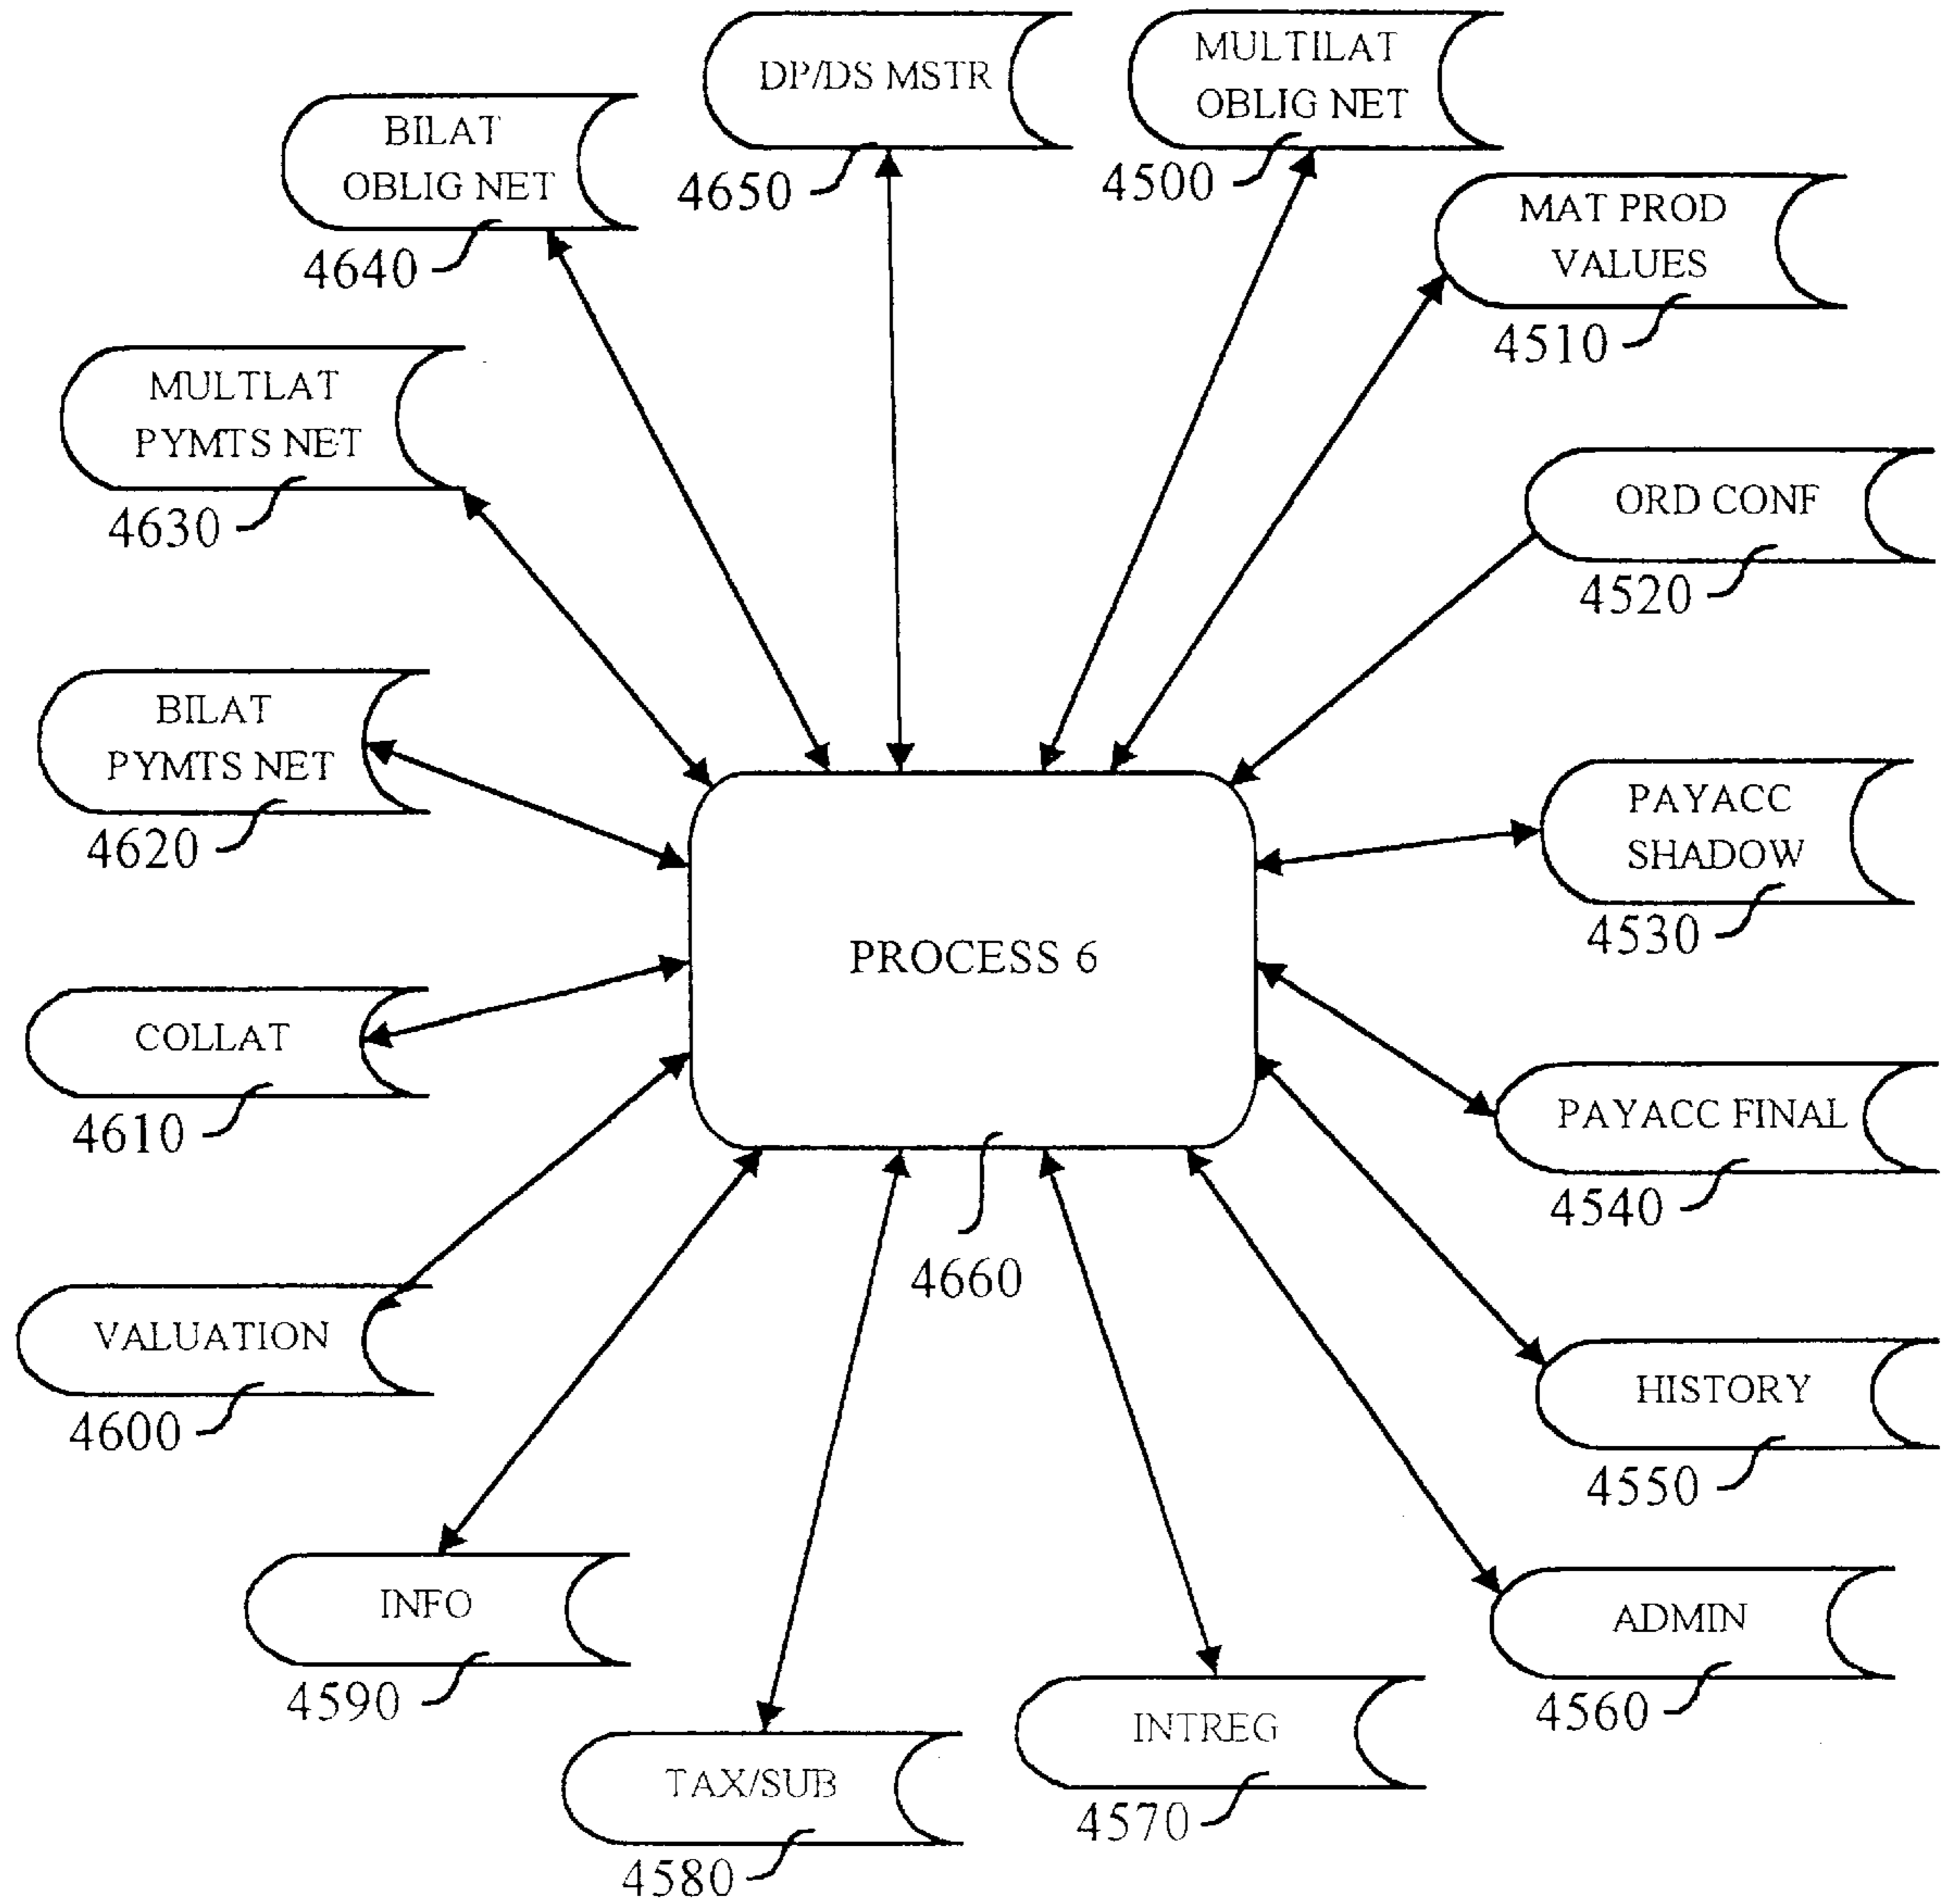 DP/DS MSTR
4650
MULTILAT
OBLIG NET
4500
BILAT
OBLIG NET
4640
MAT PROD
VALUES
4510
MULTLAT
PYMTS NET
4630
ORD CONF
4520
BILAT
PYMTS NET
4620
PAYACC
SHADOW
4530
PROCESS 6
4660
COLLAT
4610
PAYACC FINAL
4540
VALUATION
4600
HISTORY
4550
INFO
4590
ADMIN
4560
TAX/SUB
4580
INTREG
4570